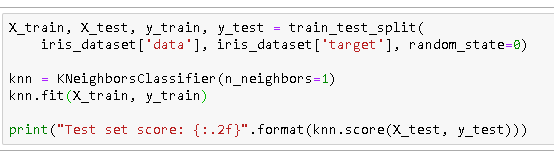 X_train, X_test, y_train, y_test = train_test_split(
    iris_dataset['data'], iris_dataset['target'], random_state=0)
knn = KNeighborsClassifier(n_neighbors=1)
knn.fit(X_train, y_train)
print("Test set score: {:.2f}".format(knn.score(X_test, y_test)))